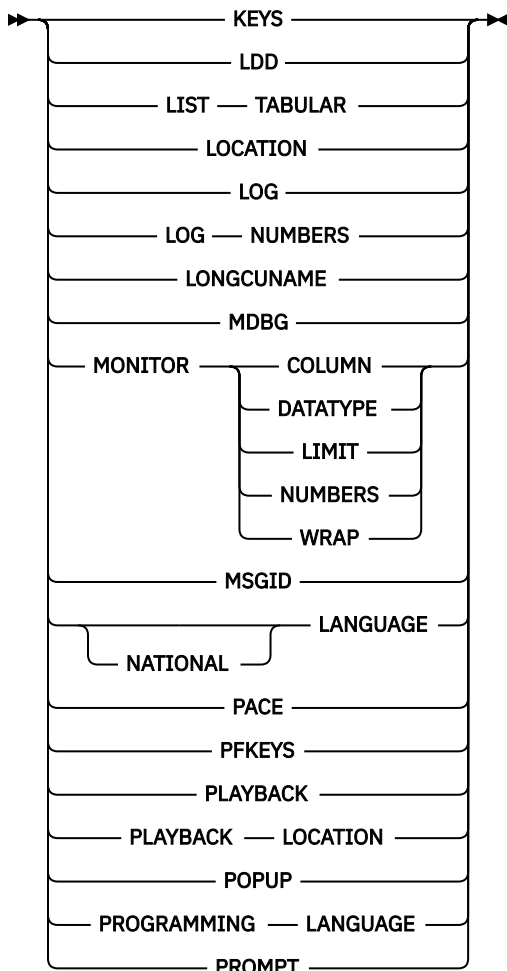 KEYS
LDD
LIST TABULAR
LOCATION
LOG
LOG NUMBERS
LONGCUNAME
MDBG
MONITOR COLUMN
DATATYPE
LIMIT
NUMBERS
WRAP
MSGID
LANGUAGE
NATIONAL
PACE
PFKEYS
PLAYBACK
PLAYBACK LOCATION
POPUP
PROGRAMMING LANGUAGE
PROMPT